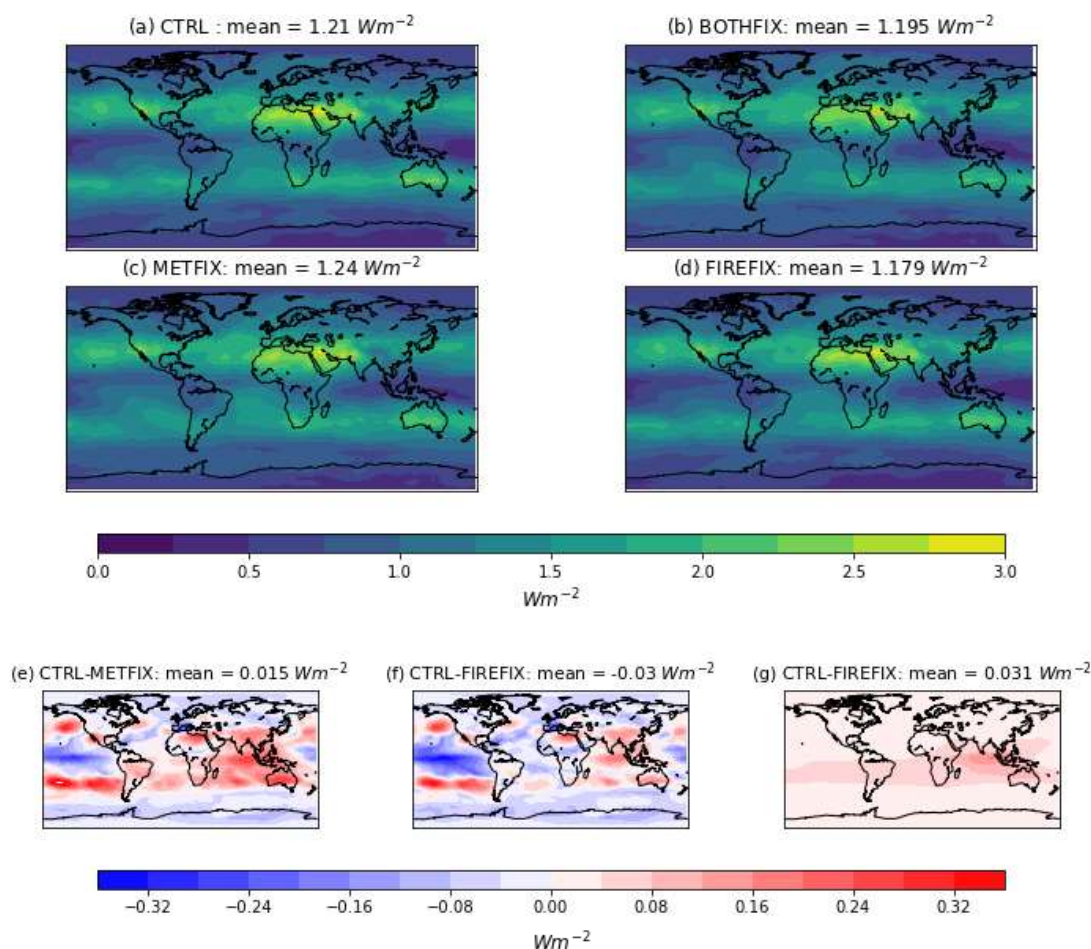 (a) CTRL : mean = 1.21 Wm⁻²
(b) BOTHFIX: mean = 1.195 Wm⁻²
(c) METFIX: mean = 1.24 Wm⁻²
(d) FIREFIX: mean = 1.179 Wm⁻²
0.0 0.5 1.0 1.5 2.0 2.5 3.0
Wm⁻²
(e) CTRL-METFIX: mean = 0.015 Wm⁻²
(f) CTRL-FIREFIX: mean = -0.03 Wm⁻²
(g) CTRL-FIREFIX: mean = 0.031 Wm⁻²
−0.32 −0.24 −0.16 −0.08 0.00 0.08 0.16 0.24 0.32
Wm⁻²